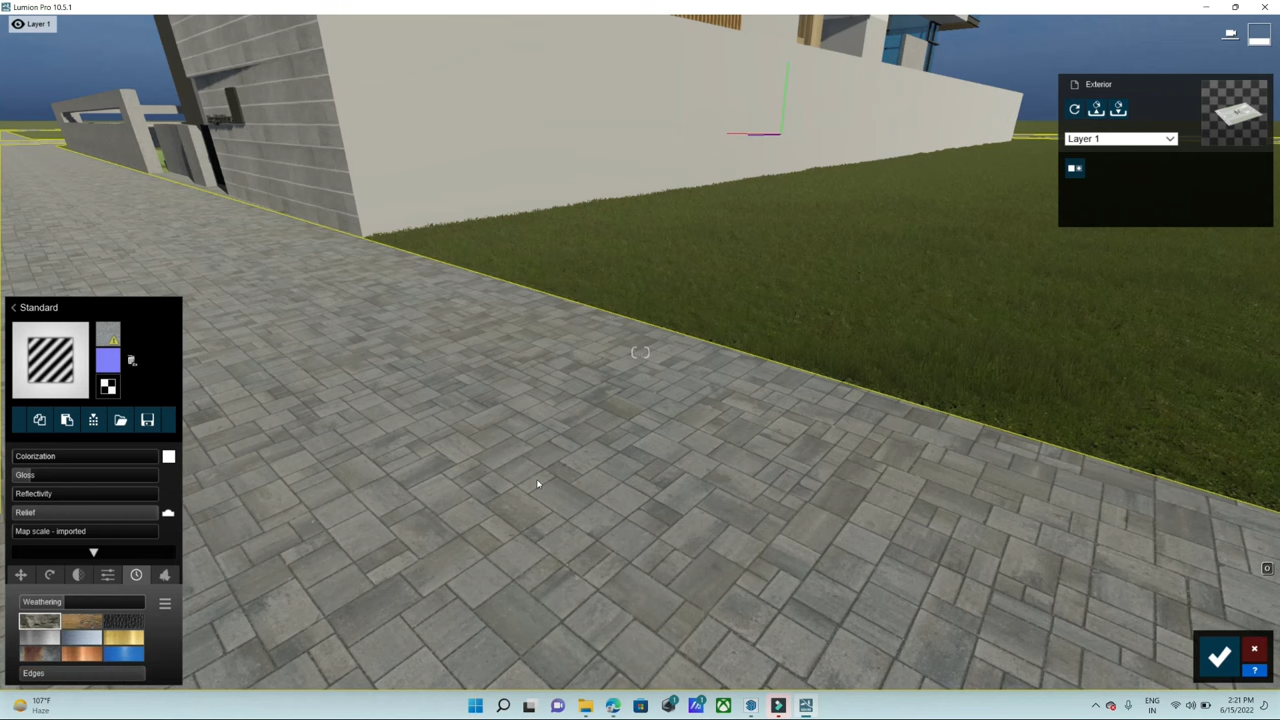 Lumion Pro 10.5.1
Layer 1
Exterior
Layer 1
Standard
Colorization
Gloss
Reflectivity
Relief
Map scale - imported
Weathering
Edges
?
107°F
Haze
ENG
IN
2:21 PM
6/15/2022